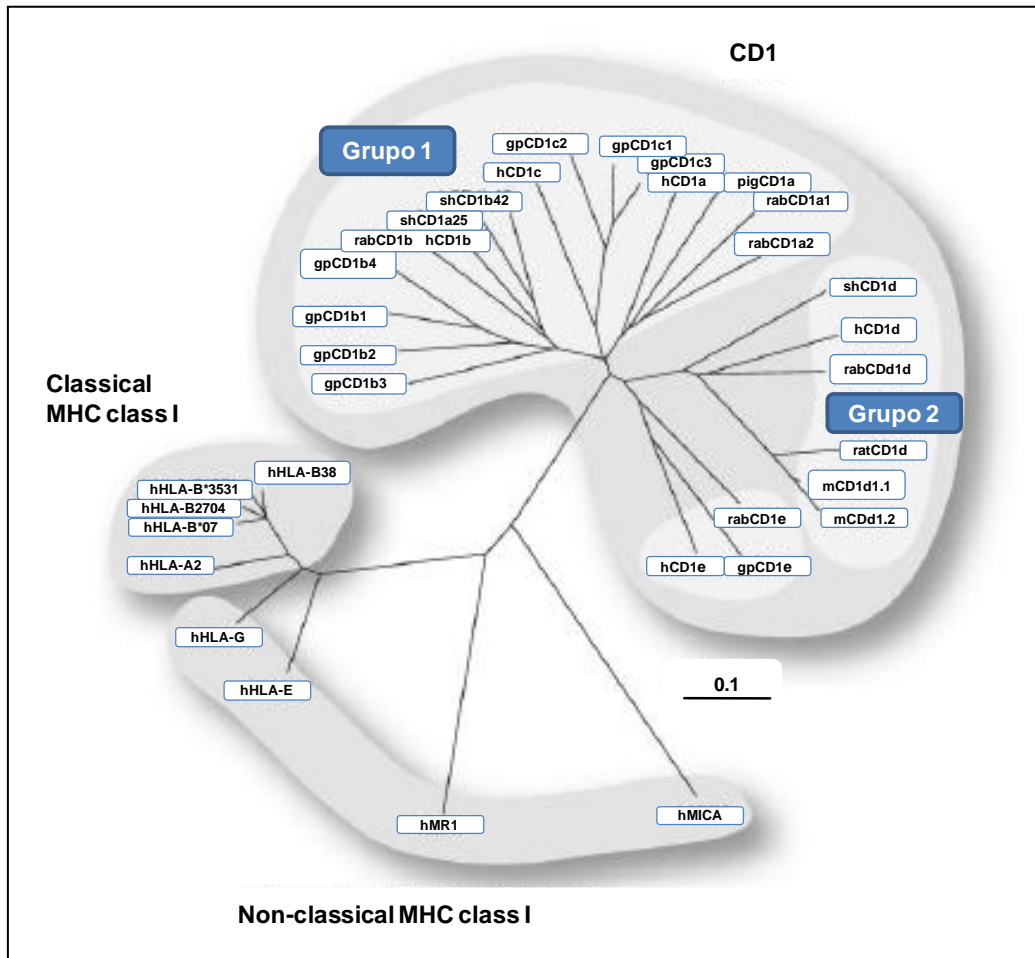 CD1
Grupo 1
gpCD1c2
gpCD1c1
gpCD1c3
hCD1c
hCD1a
pigCD1a
shCD1b42
rabCD1a1
shCD1a25
rabCD1b
hCD1b
rabCD1a2
gpCD1b4
shCD1d
gpCD1b1
hCD1d
gpCD1b2
rabCDd1d
gpCD1b3
Classical
MHC class I
Grupo 2
ratCD1d
hHLA-B38
hHLA-B*3531
mCD1d1.1
hHLA-B2704
rabCD1e
mCDd1.2
hHLA-B*07
hHLA-A2
hCD1e
gpCD1e
hHLA-G
hHLA-E
0.1
hMR1
hMICA
Non-classical MHC class I